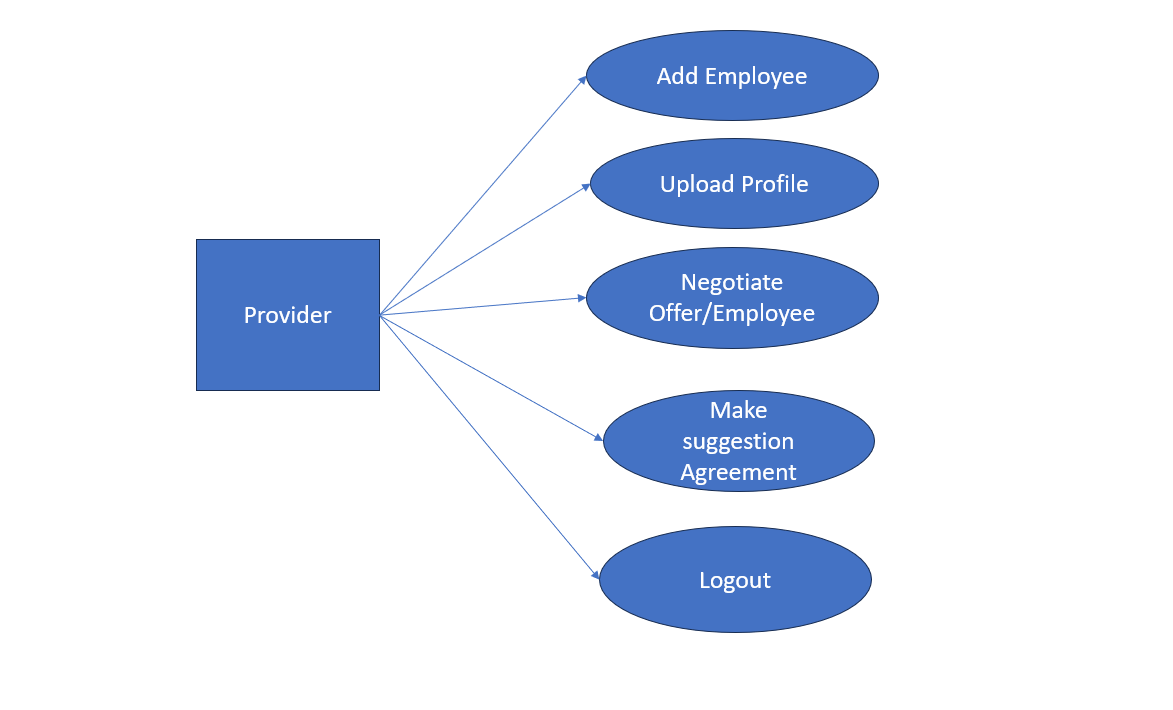 Add Employee
Upload Profile
Negotiate
Offer/Employee
Provider
Make
suggestion
Agreement
Logout